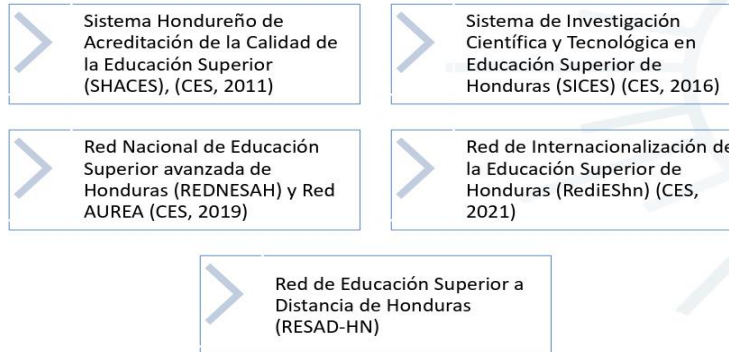 Sistema Hondureño de
Acreditación de la Calidad de
la Educación Superior
(SHACES), (CES, 2011)
Sistema de Investigación
Científica y Tecnológica en
Educación Superior de
Honduras (SICES) (CES, 2016)
Red Nacional de Educación
Superior avanzada de
Honduras (REDNESAH) y Red
AUREA (CES, 2019)
Red de Internacionalización de
la Educación Superior de
Honduras (RediEShn) (CES,
2021)
Red de Educación Superior a
Distancia de Honduras
(RESAD-HN)